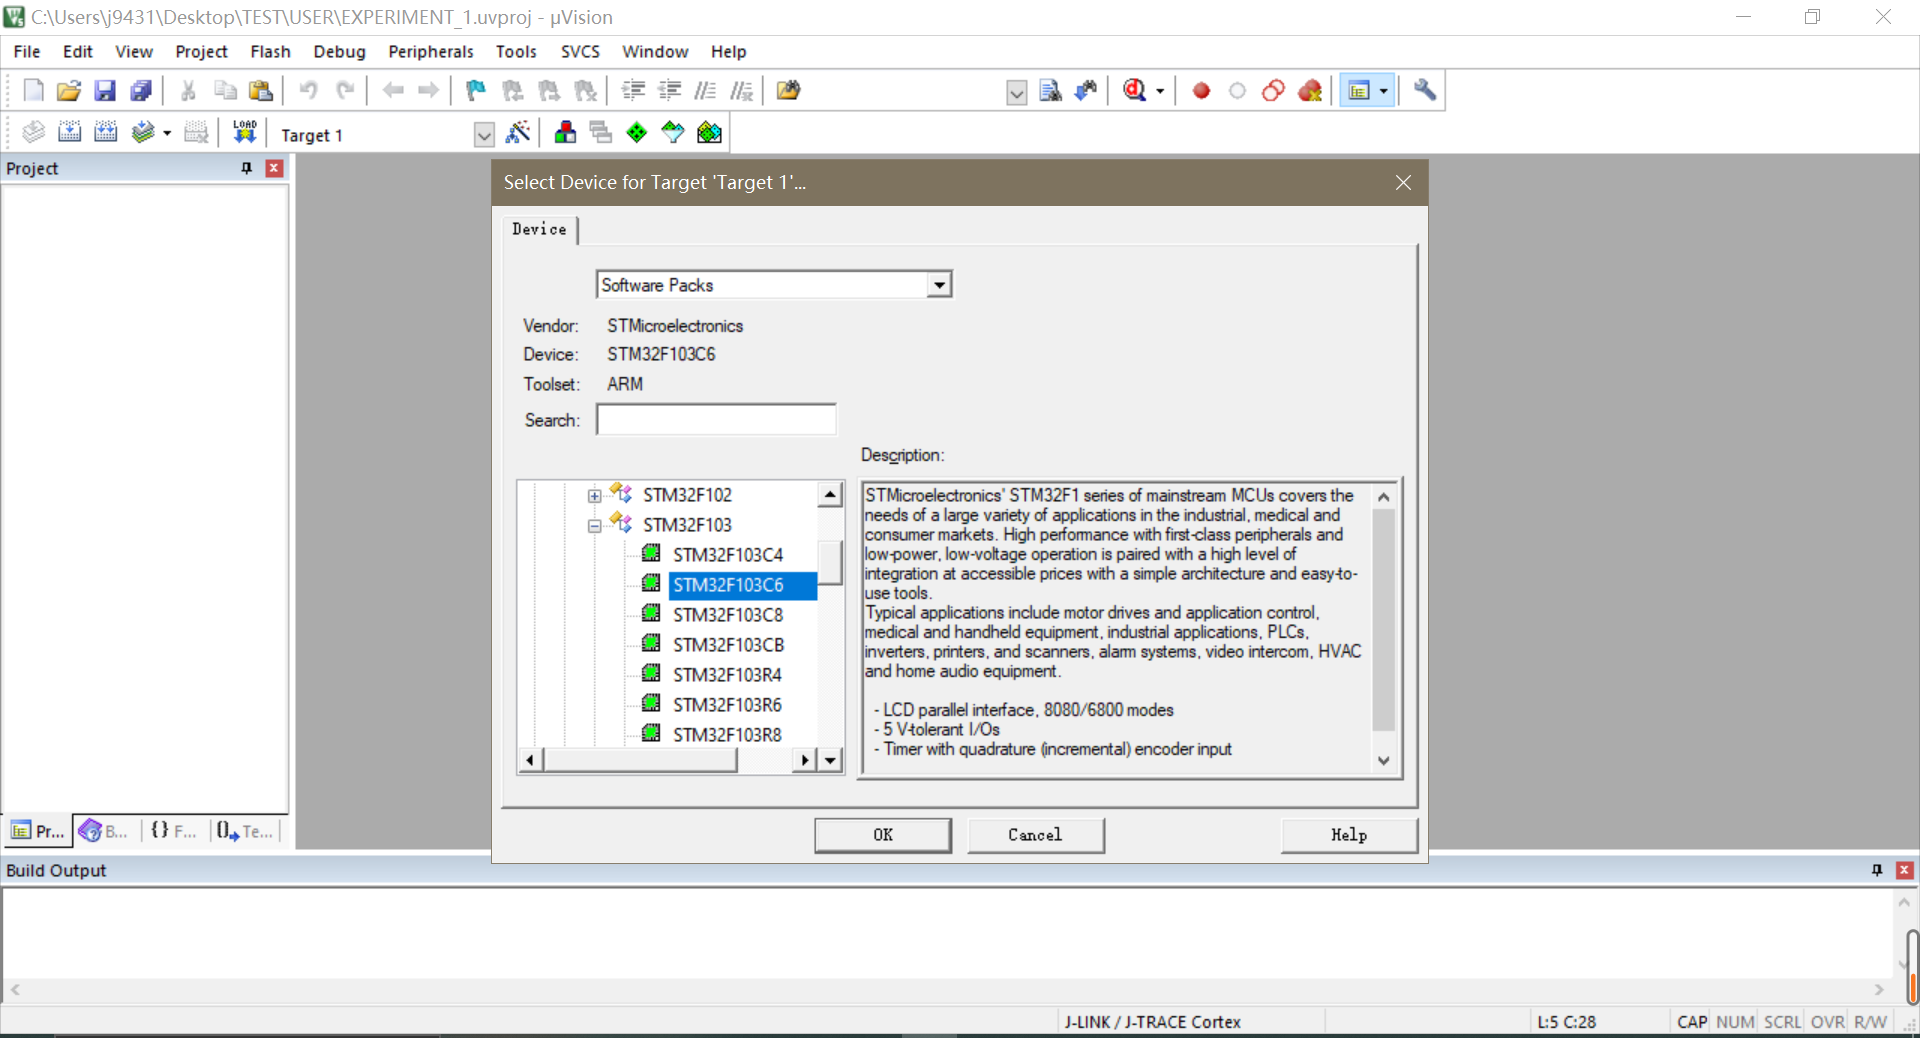 C:\Users\j9431\Desktop\TEST\USER\EXPERIMENT_1.uvproj - µVision
File Edit View Project Flash Debug Peripherals Tools SVCS Window Help
LOAD
Target 1
Project
Select Device for Target 'Target 1'...
Device
Software Packs
Vendor: STMicroelectronics
Device: STM32F103C6
Toolset: ARM
Search:
Description:
STM32F102
STM32F103
STM32F103C4
STM32F103C6
STM32F103C8
STM32F103CB
STM32F103R4
STM32F103R6
STM32F103R8
STMicroelectronics' STM32F1 series of mainstream MCUs covers the
needs of a large variety of applications in the industrial, medical and
consumer markets. High performance with first-class peripherals and
low-power, low-voltage operation is paired with a high level of
integration at accessible prices with a simple architecture and easy-to-
use tools.
Typical applications include motor drives and application control,
medical and handheld equipment, industrial applications, PLCs,
inverters, printers, and scanners, alarm systems, video intercom, HVAC
and home audio equipment.
- LCD parallel interface, 8080/6800 modes
- 5 V-tolerant I/Os
- Timer with quadrature (incremental) encoder input
OK Cancel Help
Pr... B... {} F... Te...
Build Output
J-LINK / J-TRACE Cortex L:5 C:28 CAP NUM SCRL OVR R/W